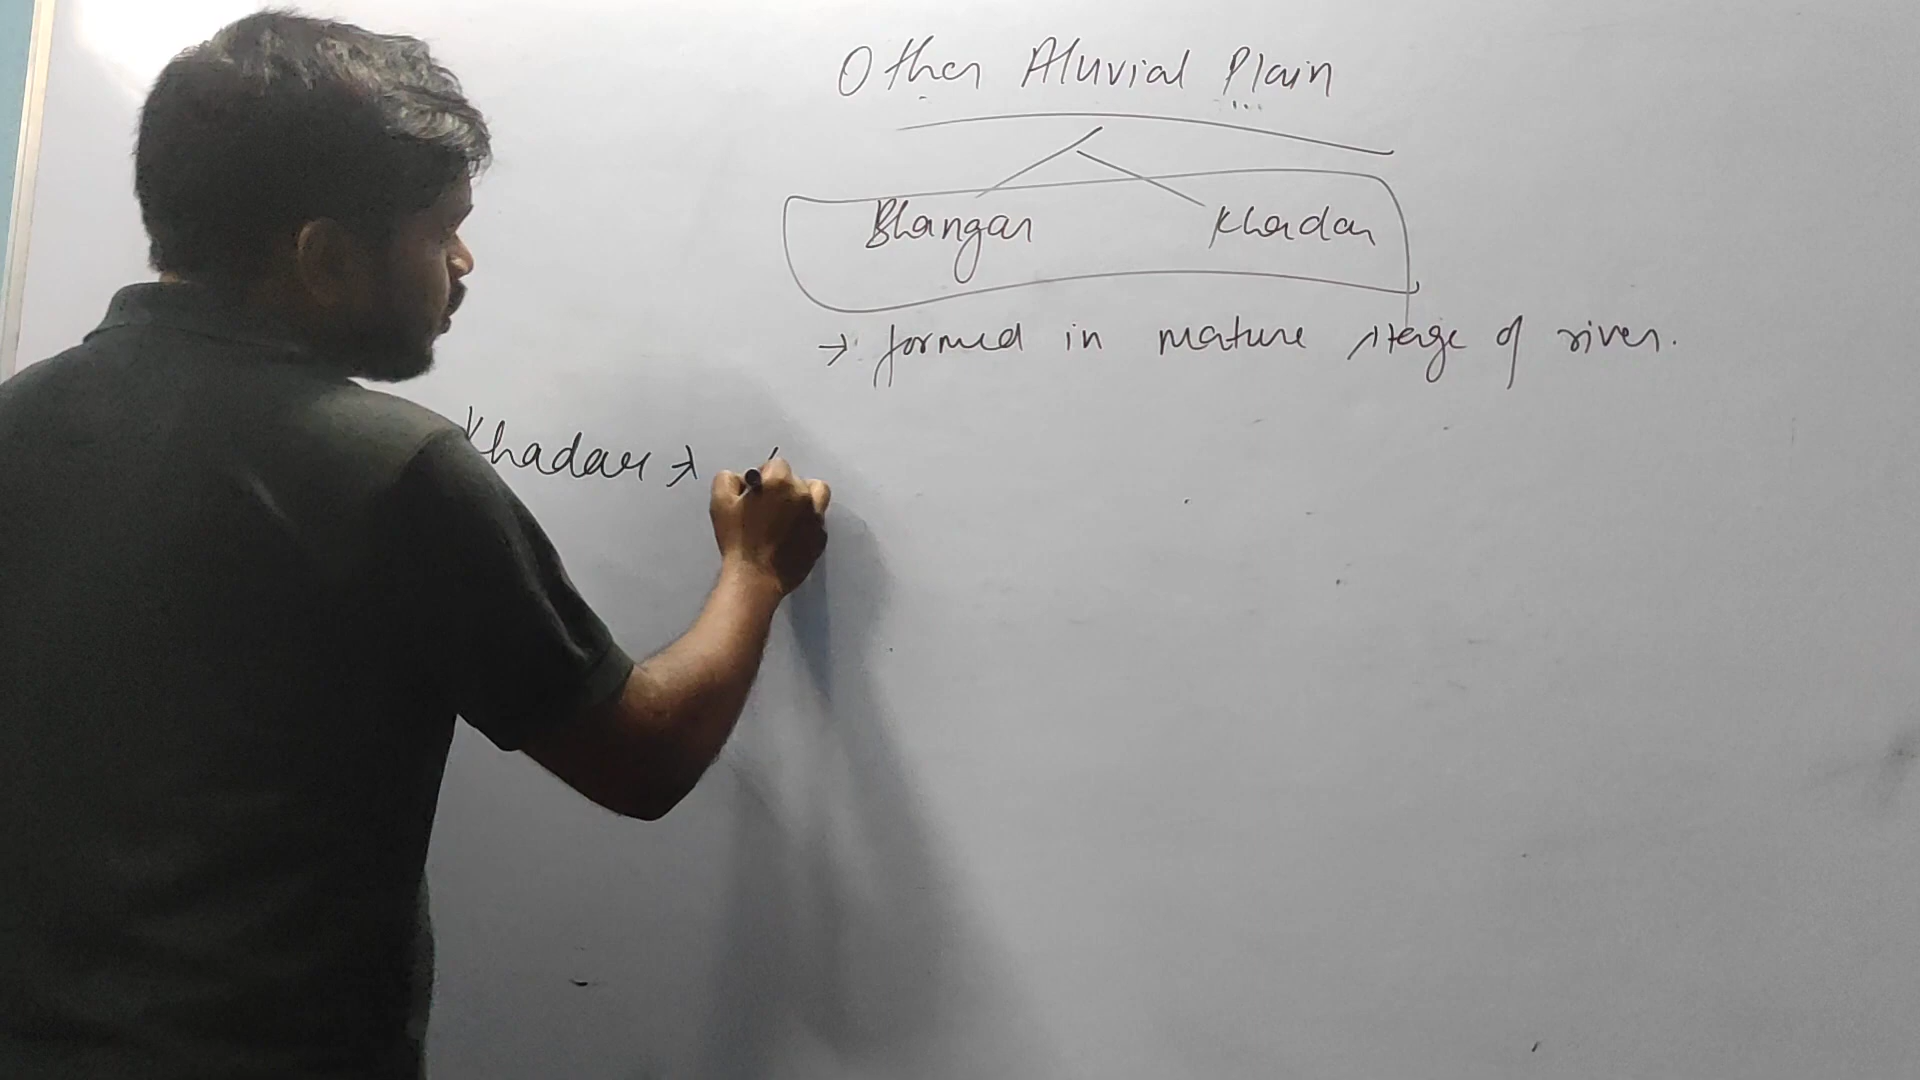 Other Aluvial Plain
Bhangar Khadar
→ formed in mature stage of river.
Khadar →